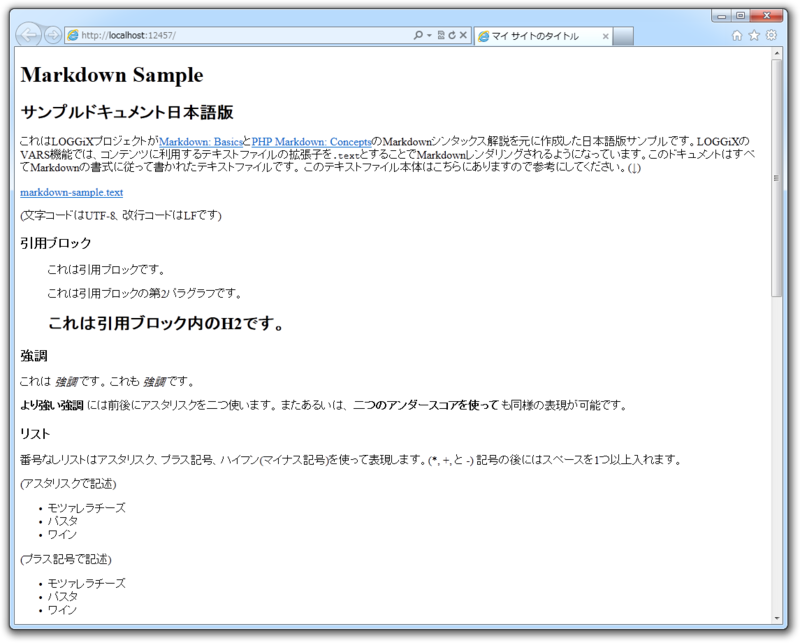 http://localhost:12457/
マイ サイトのタイトル
Markdown Sample
サンプルドキュメント日本語版
これはLOGGiXプロジェクトがMarkdown: BasicsとPHP Markdown: ConceptsのMarkdownシンタックス解説を元に作成した日本語版サンプルです。LOGGiXの
VARS機能では、コンテンツに利用するテキストファイルの拡張子を.textとすることでMarkdownレンダリングされるようになっています。このドキュメントはすべ
てMarkdownの書式に従って書かれたテキストファイルです。 このテキストファイル本体はこちらにありますので参考にしてください。(↓)
markdown-sample.text
(文字コードはUTF-8、改行コードはLFです)
引用ブロック
これは引用ブロックです。
これは引用ブロックの第2パラグラフです。
これは引用ブロック内のH2です。
強調
これは 強調です。 これも 強調です。
より強い強調 には前後にアスタリスクを二つ使います。 またあるいは、 二つのアンダースコアを使って も同様の表現が可能です。
リスト
番号なしリストはアスタリスク、プラス記号、ハイフン(マイナス記号)を使って表現します。(*, +, と -) 記号の後にはスペースを1つ以上入れます。
(アスタリスクで記述)
• モツァレラチーズ
• パスタ
• ワイン
(プラス記号で記述)
• モツァレラチーズ
• パスタ
• ワイン